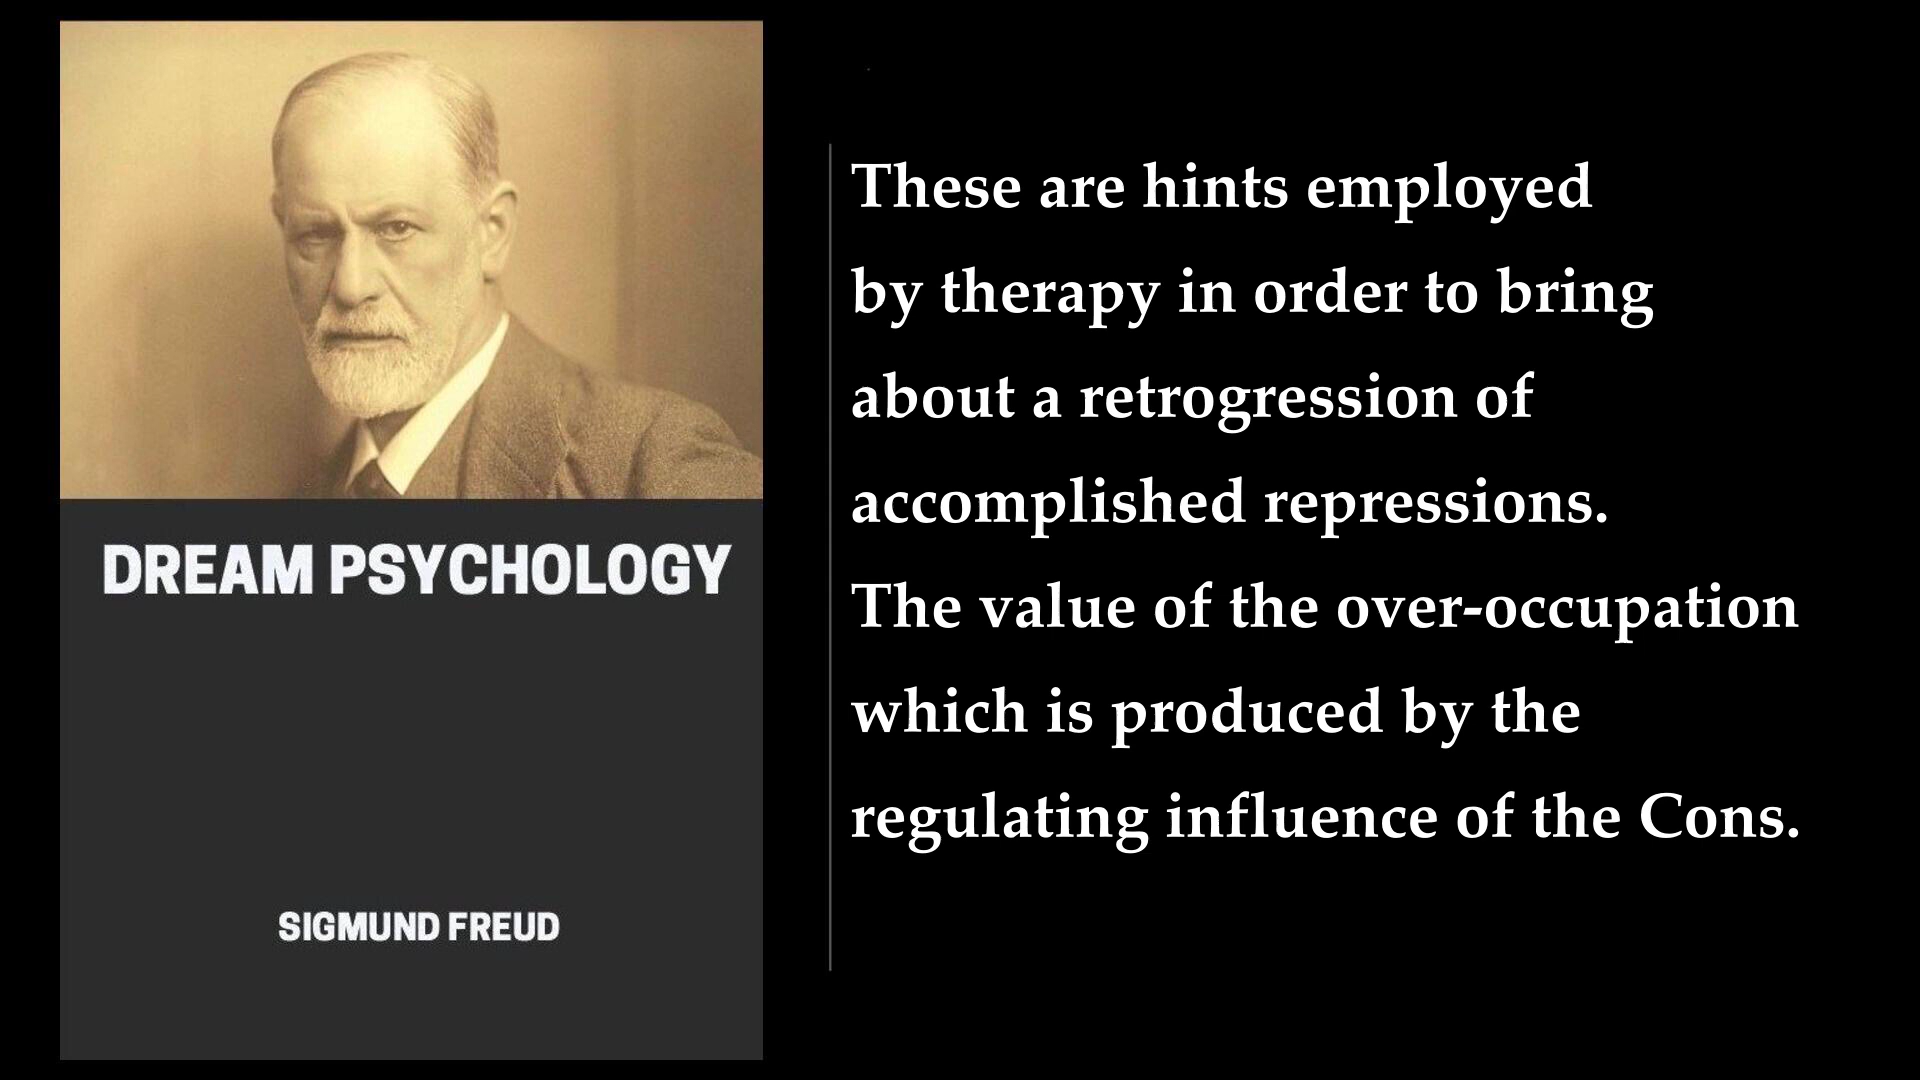 DREAM PSYCHOLOGY
SIGMUND FREUD
These are hints employed
by therapy in order to bring
about a retrogression of
accomplished repressions.
The value of the over-occupation
which is produced by the
regulating influence of the Cons.